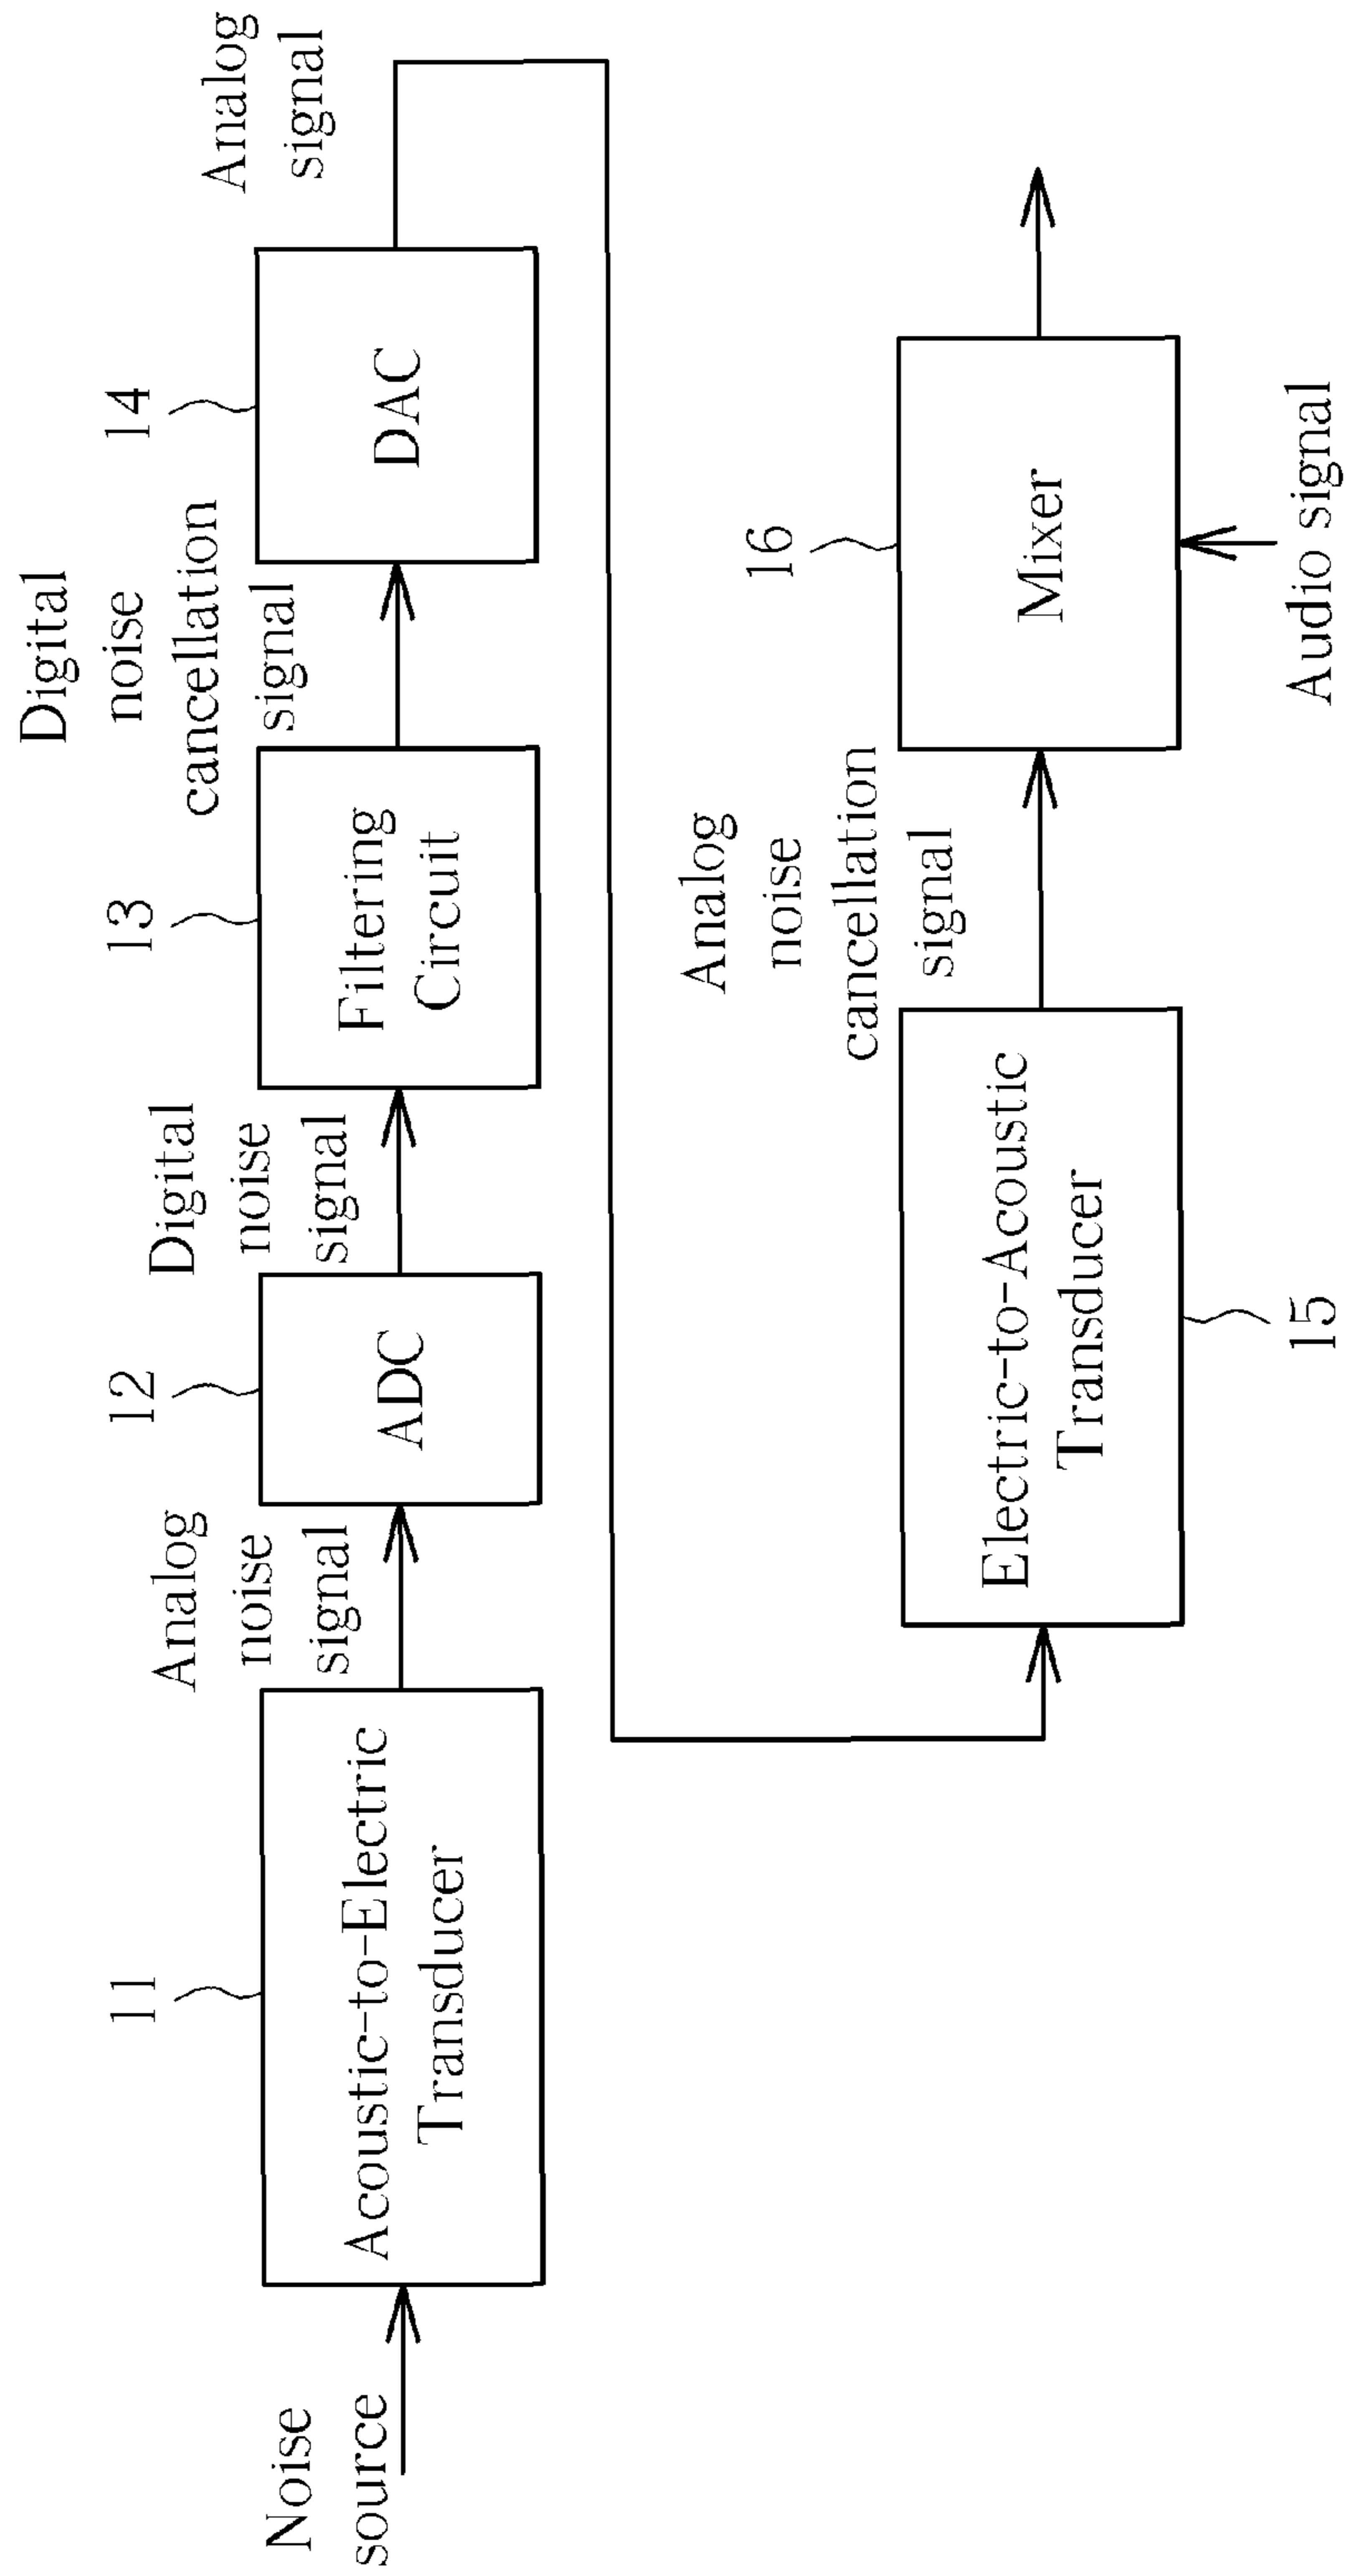 Noise
source
11
Acoustic-to-Electric
Transducer
Analog
noise
signal
12
ADC
Digital
noise
signal
13
Filtering
Circuit
Digital
noise
cancellation
signal
14
DAC
Analog
signal
Electric-to-Acoustic
Transducer
15
Analog
noise
cancellation
signal
16
Mixer
Audio signal